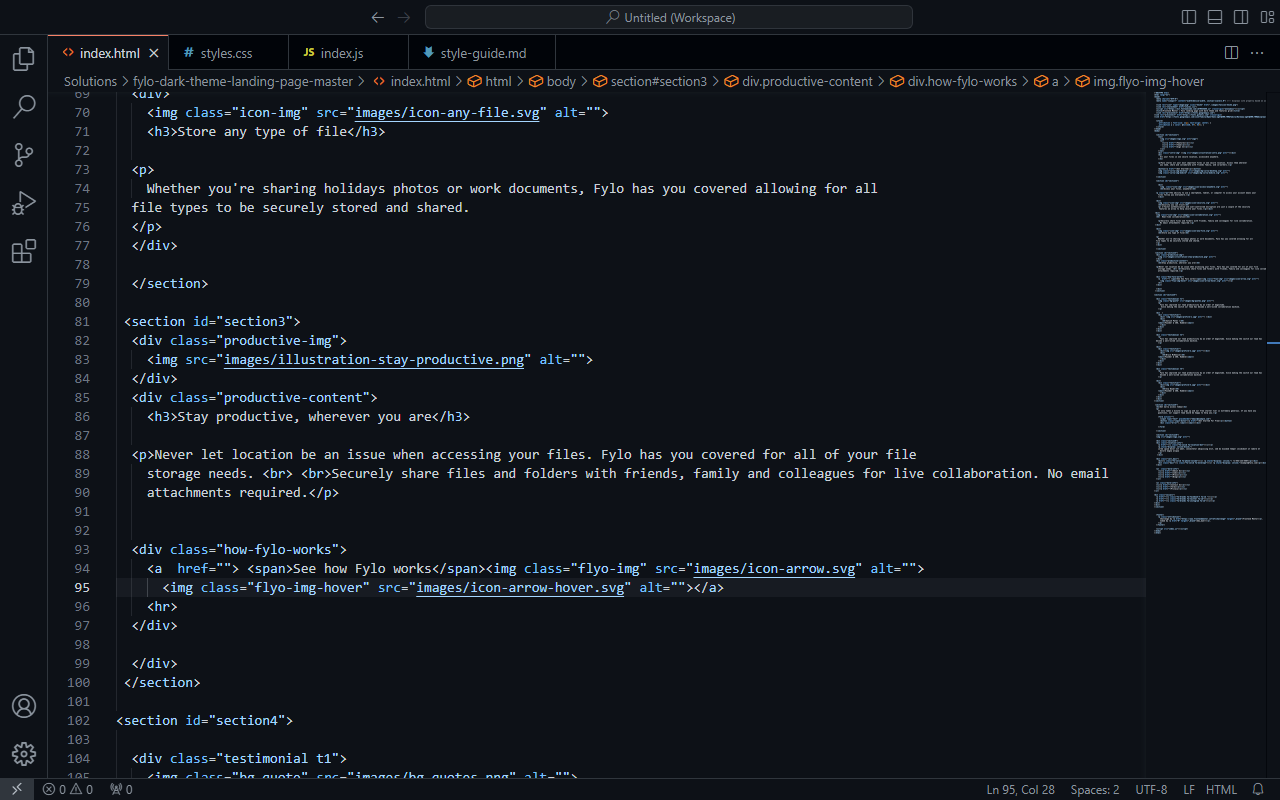 Untitled (Workspace)
index.html
styles.css
JS index.js
style-guide.md
Solutions > fylo-dark-theme-landing-page-master > index.html > html > body > section#section3 > div.productive-content > div.how-fylo-works > a > img.flyo-img-hover
69 <div>
70 <img class="icon-img" src="images/icon-any-file.svg" alt="">
71 <h3>Store any type of file</h3>
72
73 <p>
74 Whether you're sharing holidays photos or work documents, Fylo has you covered allowing for all
75 file types to be securely stored and shared.
76 </p>
77 </div>
78
79 </section>
80
81 <section id="section3">
82 <div class="productive-img">
83 <img src="images/illustration-stay-productive.png" alt="">
84 </div>
85 <div class="productive-content">
86 <h3>Stay productive, wherever you are</h3>
87
88 <p>Never let location be an issue when accessing your files. Fylo has you covered for all of your file
89 storage needs. <br> <br>Securely share files and folders with friends, family and colleagues for live collaboration. No email
90 attachments required.</p>
91
92
93 <div class="how-fylo-works">
94 <a  href=""> <span>See how Fylo works</span><img class="flyo-img" src="images/icon-arrow.svg" alt="">
95 <img class="flyo-img-hover" src="images/icon-arrow-hover.svg" alt=""></a>
96 <hr>
97 </div>
98
99 </div>
100 </section>
101
102 <section id="section4">
103
104 <div class="testimonial t1">
105 <img class="bg-quote" src="images/bg-quotes.png" alt="">
0 0 0 Ln 95, Col 28 Spaces: 2 UTF-8 LF HTML